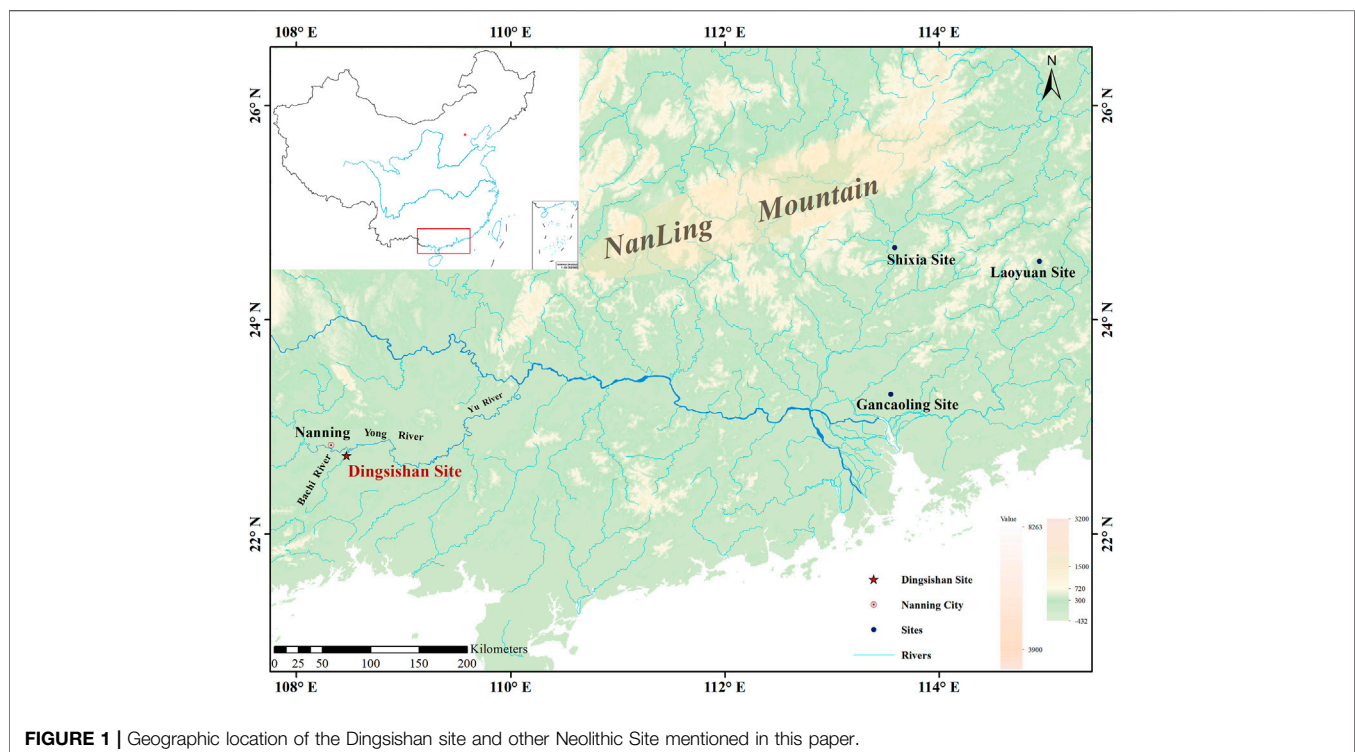 108° E
110° E
112° E
114° E
N
26° N
26° N
NanLing Mountain
Shixia Site
Laoyuan Site
24° N
24° N
Gancaoling Site
Yu River
Nanning
Yong River
Dingsishan Site
Bachi River
22° N
22° N
Value
8263
3900
3200
1500
720
300
-432
Dingsishan Site
Nanning City
Sites
Rivers
Kilometers
0 25 50 100 150 200
108° E
110° E
112° E
114° E
FIGURE 1 | Geographic location of the Dingsishan site and other Neolithic Site mentioned in this paper.